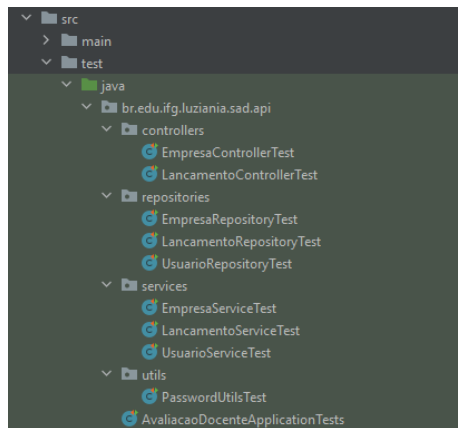 src
main
test
java
br.edu.ifg.luziania.sad.api
controllers
EmpresaControllerTest
LancamentoControllerTest
repositories
EmpresaRepositoryTest
LancamentoRepositoryTest
UsuarioRepositoryTest
services
EmpresaServiceTest
LancamentoServiceTest
UsuarioServiceTest
utils
PasswordUtilsTest
AvaliacaoDocenteApplicationTests